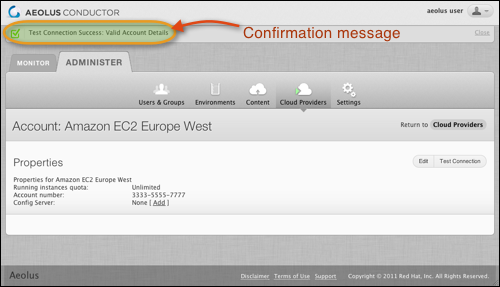 AEOLUS CONDUCTOR
aeolus user
Test Connection Success: Valid Account Details
Confirmation message
Close
MONITOR
ADMINISTER
Users & Groups
Environments
Content
Cloud Providers
Settings
Account: Amazon EC2 Europe West
Return to Cloud Providers
Properties
Edit
Test Connection
Properties for Amazon EC2 Europe West
Running instances quota: Unlimited
Account number: 3333-5555-7777
Config Server: None [ Add ]
Aeolus
Disclaimer Terms of Use Support Copyright © 2011 Red Hat, Inc. All Rights Reserved